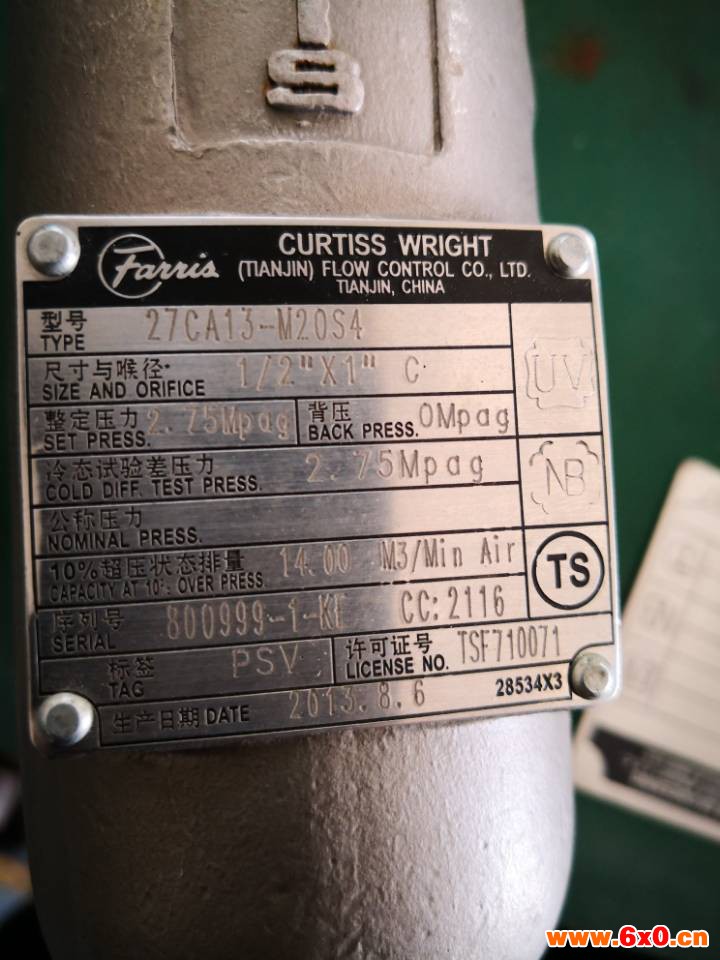 IS
Farris
CURTISS WRIGHT
(TIANJIN) FLOW CONTROL CO., LTD.
TIANJIN, CHINA
型号 27CA13-M20S4
TYPE
尺寸与喉径 1/2"X1" C
SIZE AND ORIFICE
整定压力 2.75Mpag 背压 0Mpag
SET PRESS. BACK PRESS.
冷态试验差压力 2.75Mpag
COLD DIFF. TEST PRESS.
公称压力
NOMINAL PRESS.
10%超压状态排量 14.00 M3/Min Air
CAPACITY AT 10% OVER PRESS.
序列号 800999-1-KF CC:2116
SERIAL
标签 PSV 许可证号 TSF710071
TAG LICENSE NO.
生产日期 DATE 2013.8.6 28534X3
UV
NB
TS
www.6x0.cn